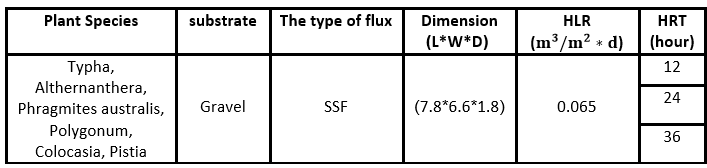 Plant Species substrate The type of flux Dimension HLR HRT
(L*W*D) (m³/m² ∗ d) (hour)
Typha,
Althernanthera,
Phragmites australis,
Polygonum,
Colocasia, Pistia
Gravel SSF (7.8*6.6*1.8) 0.065
12
24
36